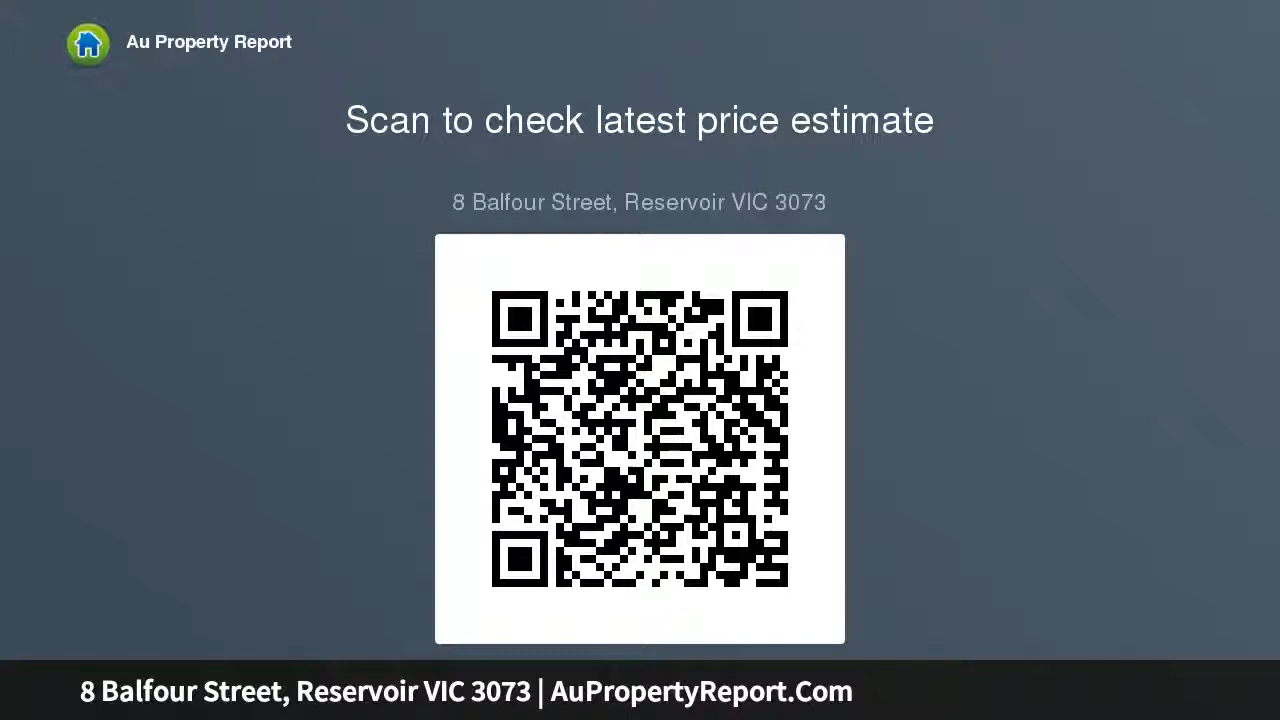 Au Property Report
Scan to check latest price estimate
8 Balfour Street, Reservoir VIC 3073
8 Balfour Street, Reservoir VIC 3073 | AuPropertyReport.Com